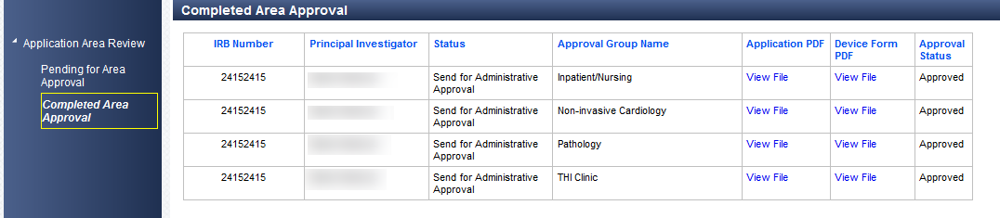 Completed Area Approval
Application Area Review
Pending for Area
Approval
Completed Area
Approval
IRB Number Principal Investigator Status Approval Group Name Application PDF Device Form Approval
PDF Status
24152415 Send for Administrative Inpatient/Nursing View File View File Approved
Approval
24152415 Send for Administrative Non-invasive Cardiology View File View File Approved
Approval
24152415 Send for Administrative Pathology View File View File Approved
Approval
24152415 Send for Administrative THI Clinic View File View File Approved
Approval